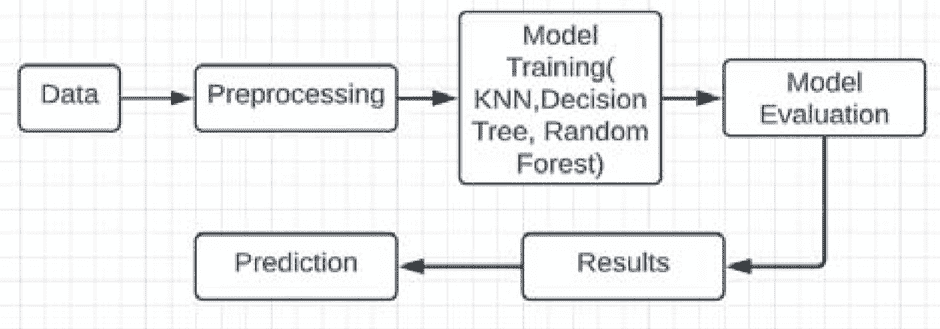 Data
Preprocessing
Model
Training(
KNN,Decision
Tree, Random
Forest)
Model
Evaluation
Prediction
Results